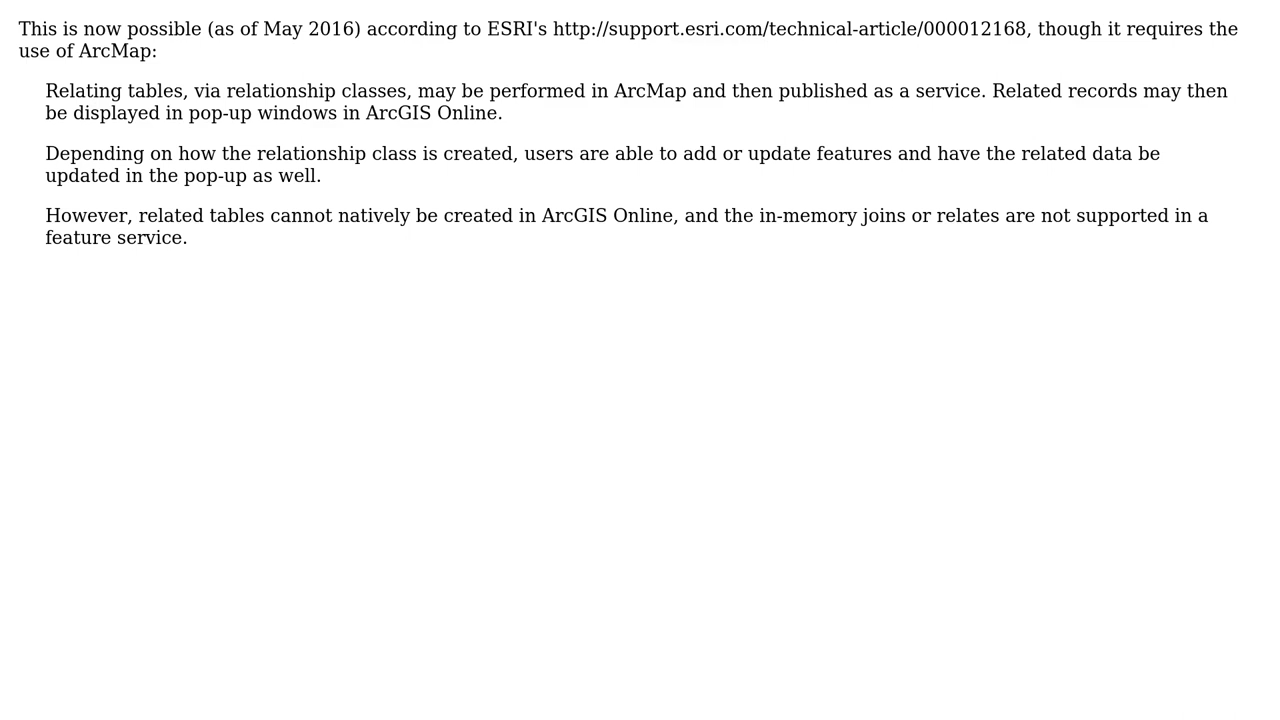 This is now possible (as of May 2016) according to ESRI's http://support.esri.com/technical-article/000012168, though it requires the
use of ArcMap:
Relating tables, via relationship classes, may be performed in ArcMap and then published as a service. Related records may then
be displayed in pop-up windows in ArcGIS Online.
Depending on how the relationship class is created, users are able to add or update features and have the related data be
updated in the pop-up as well.
However, related tables cannot natively be created in ArcGIS Online, and the in-memory joins or relates are not supported in a
feature service.